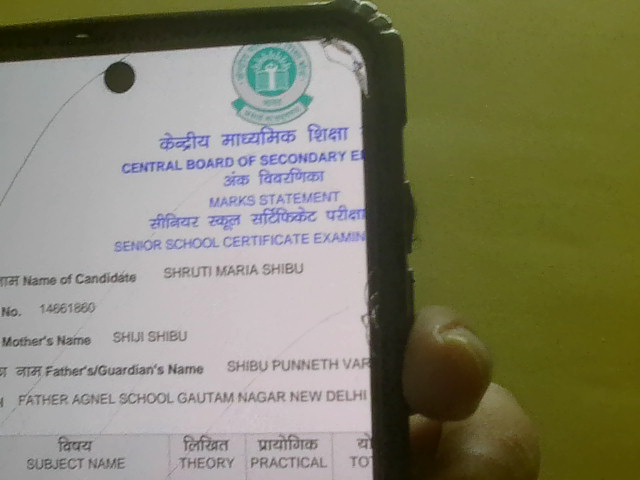 केन्द्रीय माध्यमिक शिक्षा
CENTRAL BOARD OF SECONDARY
अंक विवरणिका
MARKS STATEMENT
सीनियर स्कूल सर्टिफिकेट परीक्षा
SENIOR SCHOOL CERTIFICATE EXAMIN
नाम Name of Candidate SHRUTI MARIA SHIBU
No. 14661860
Mother's Name SHIJI SHIBU
नाम Father's/Guardian's Name SHIBU PUNNETH VAR
FATHER AGNEL SCHOOL GAUTAM NAGAR NEW DELHI
विषय लिखित प्रायोगिक
SUBJECT NAME THEORY PRACTICAL